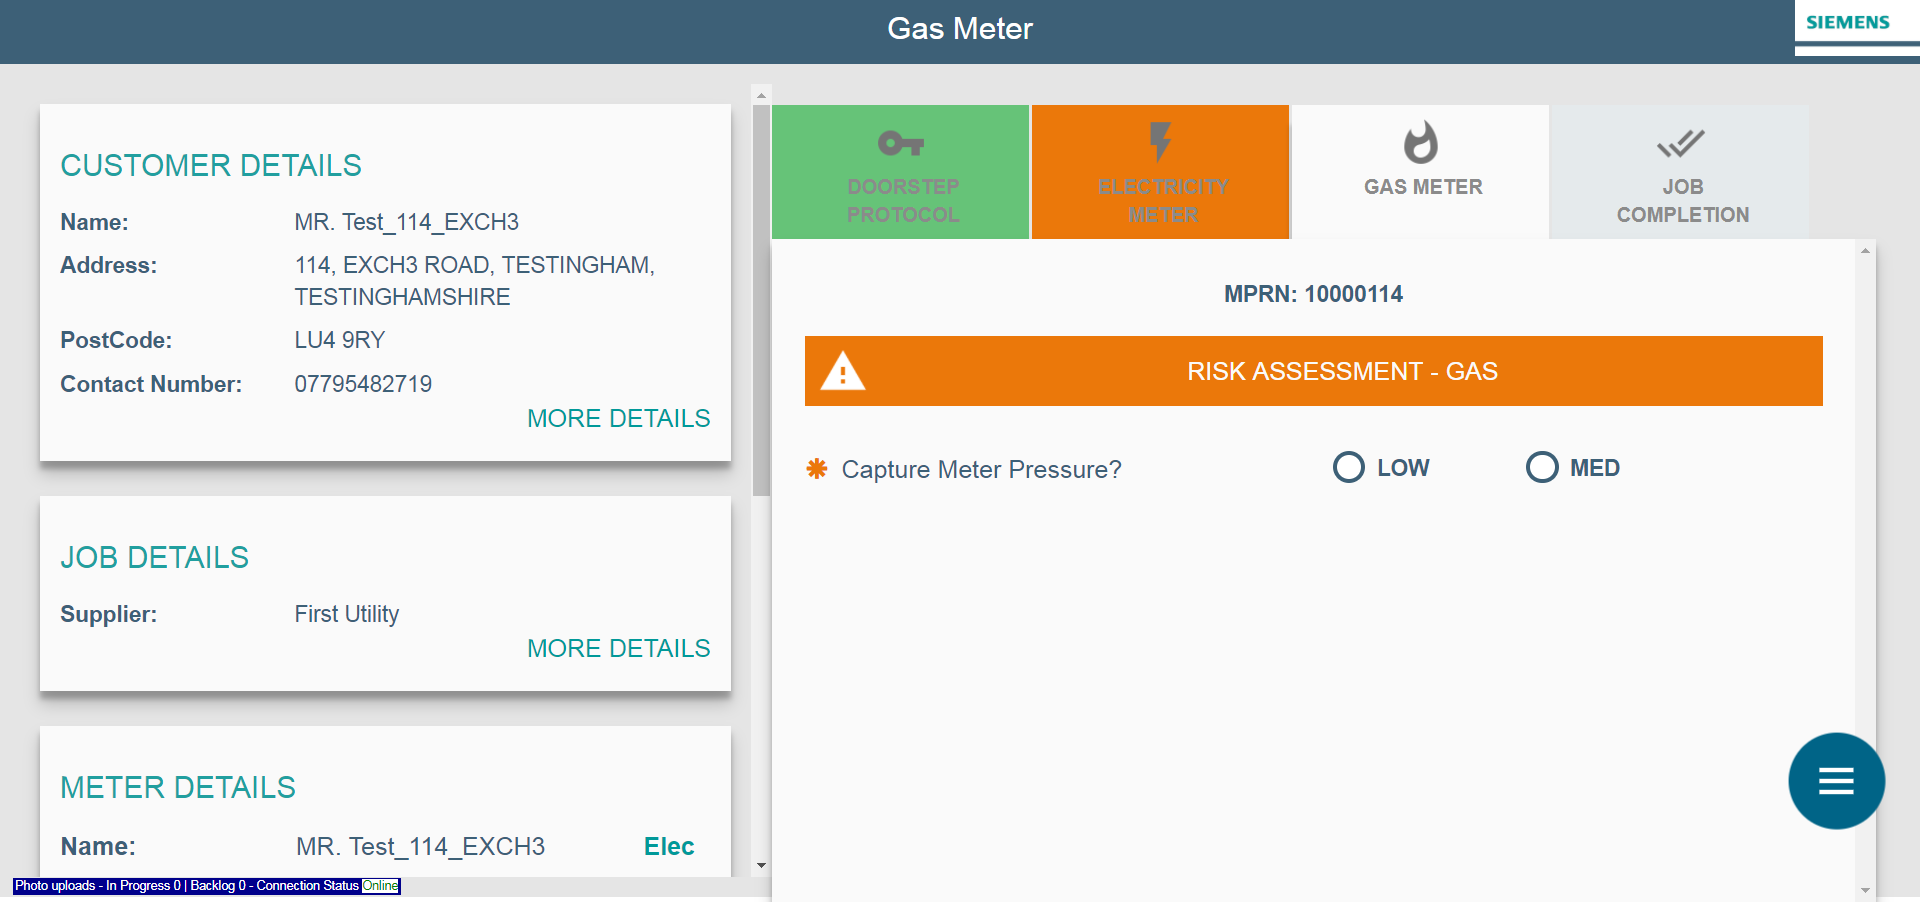 Gas Meter
SIEMENS
CUSTOMER DETAILS
Name: MR. Test_114_EXCH3
Address: 114, EXCH3 ROAD, TESTINGHAM,
TESTINGHAMSHIRE
PostCode: LU4 9RY
Contact Number: 07795482719
MORE DETAILS
JOB DETAILS
Supplier: First Utility
MORE DETAILS
METER DETAILS
Name: MR. Test_114_EXCH3 Elec
Photo uploads - In Progress 0 | Backlog 0 - Connection Status Online
DOORSTEP
PROTOCOL
ELECTRICITY
METER
GAS METER
JOB
COMPLETION
MPRN: 10000114
RISK ASSESSMENT - GAS
✱ Capture Meter Pressure? LOW MED